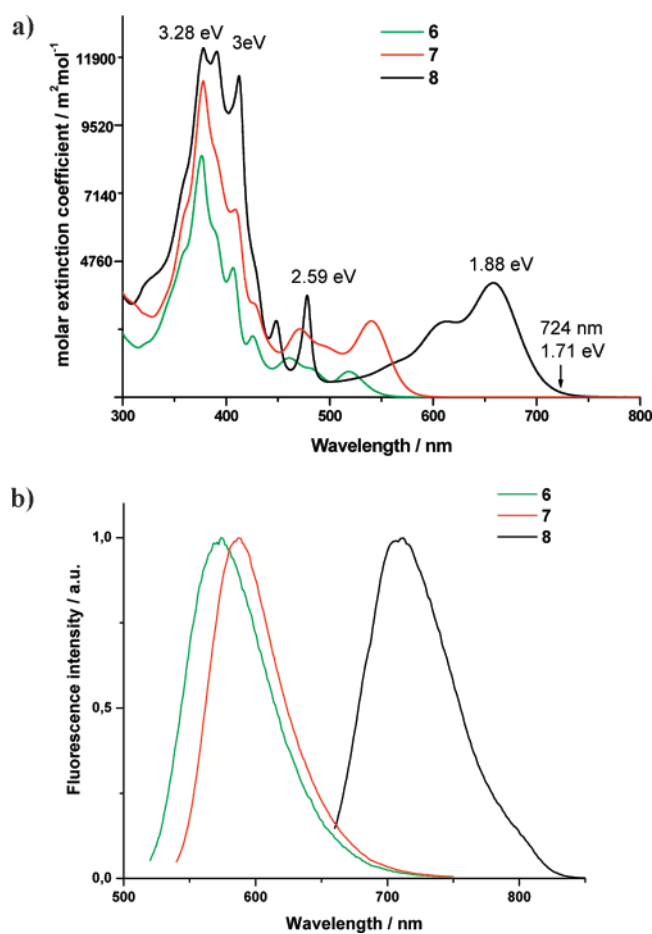 a)
3.28 eV
3eV
6
7
8
11900
9520
7140
4760
2.59 eV
1.88 eV
724 nm
1.71 eV
molar extinction coefficient / m²mol⁻¹
300 400 500 600 700 800
Wavelength / nm
b)
6
7
8
1,0
0,5
0,0
Fluorescence intensity / a.u.
500 600 700 800
Wavelength / nm